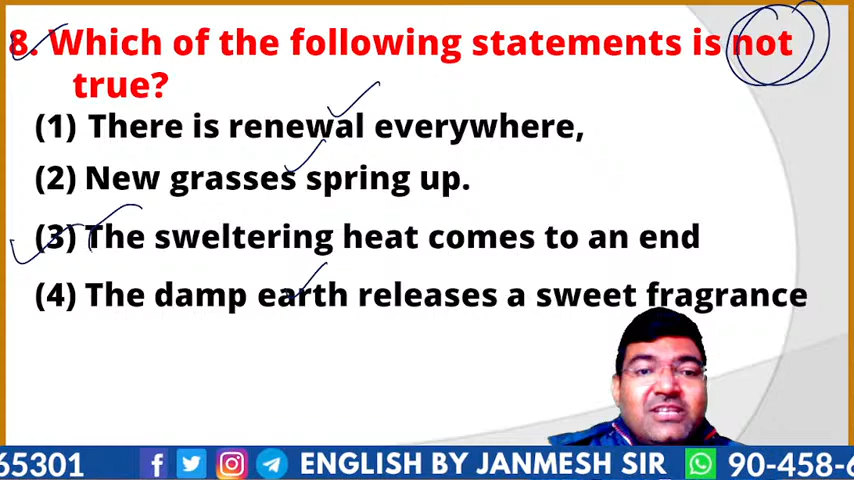 8. Which of the following statements is not
true?
(1) There is renewal everywhere,
(2) New grasses spring up.
(3) The sweltering heat comes to an end
(4) The damp earth releases a sweet fragrance
65301 ENGLISH BY JANMESH SIR 90-458-6